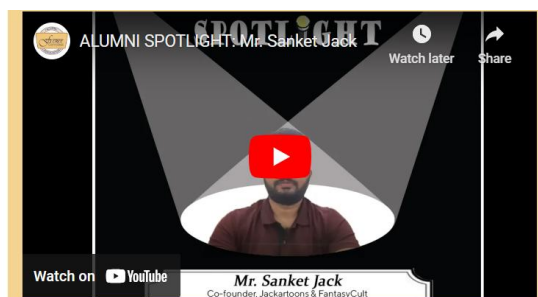 SPOTLIGHT
ALUMNI SPOTLIGHT: Mr. Sanket Jack
Watch later
Share
Watch on YouTube
Mr. Sanket Jack
Co-founder, Jackartoons & FantasyCult